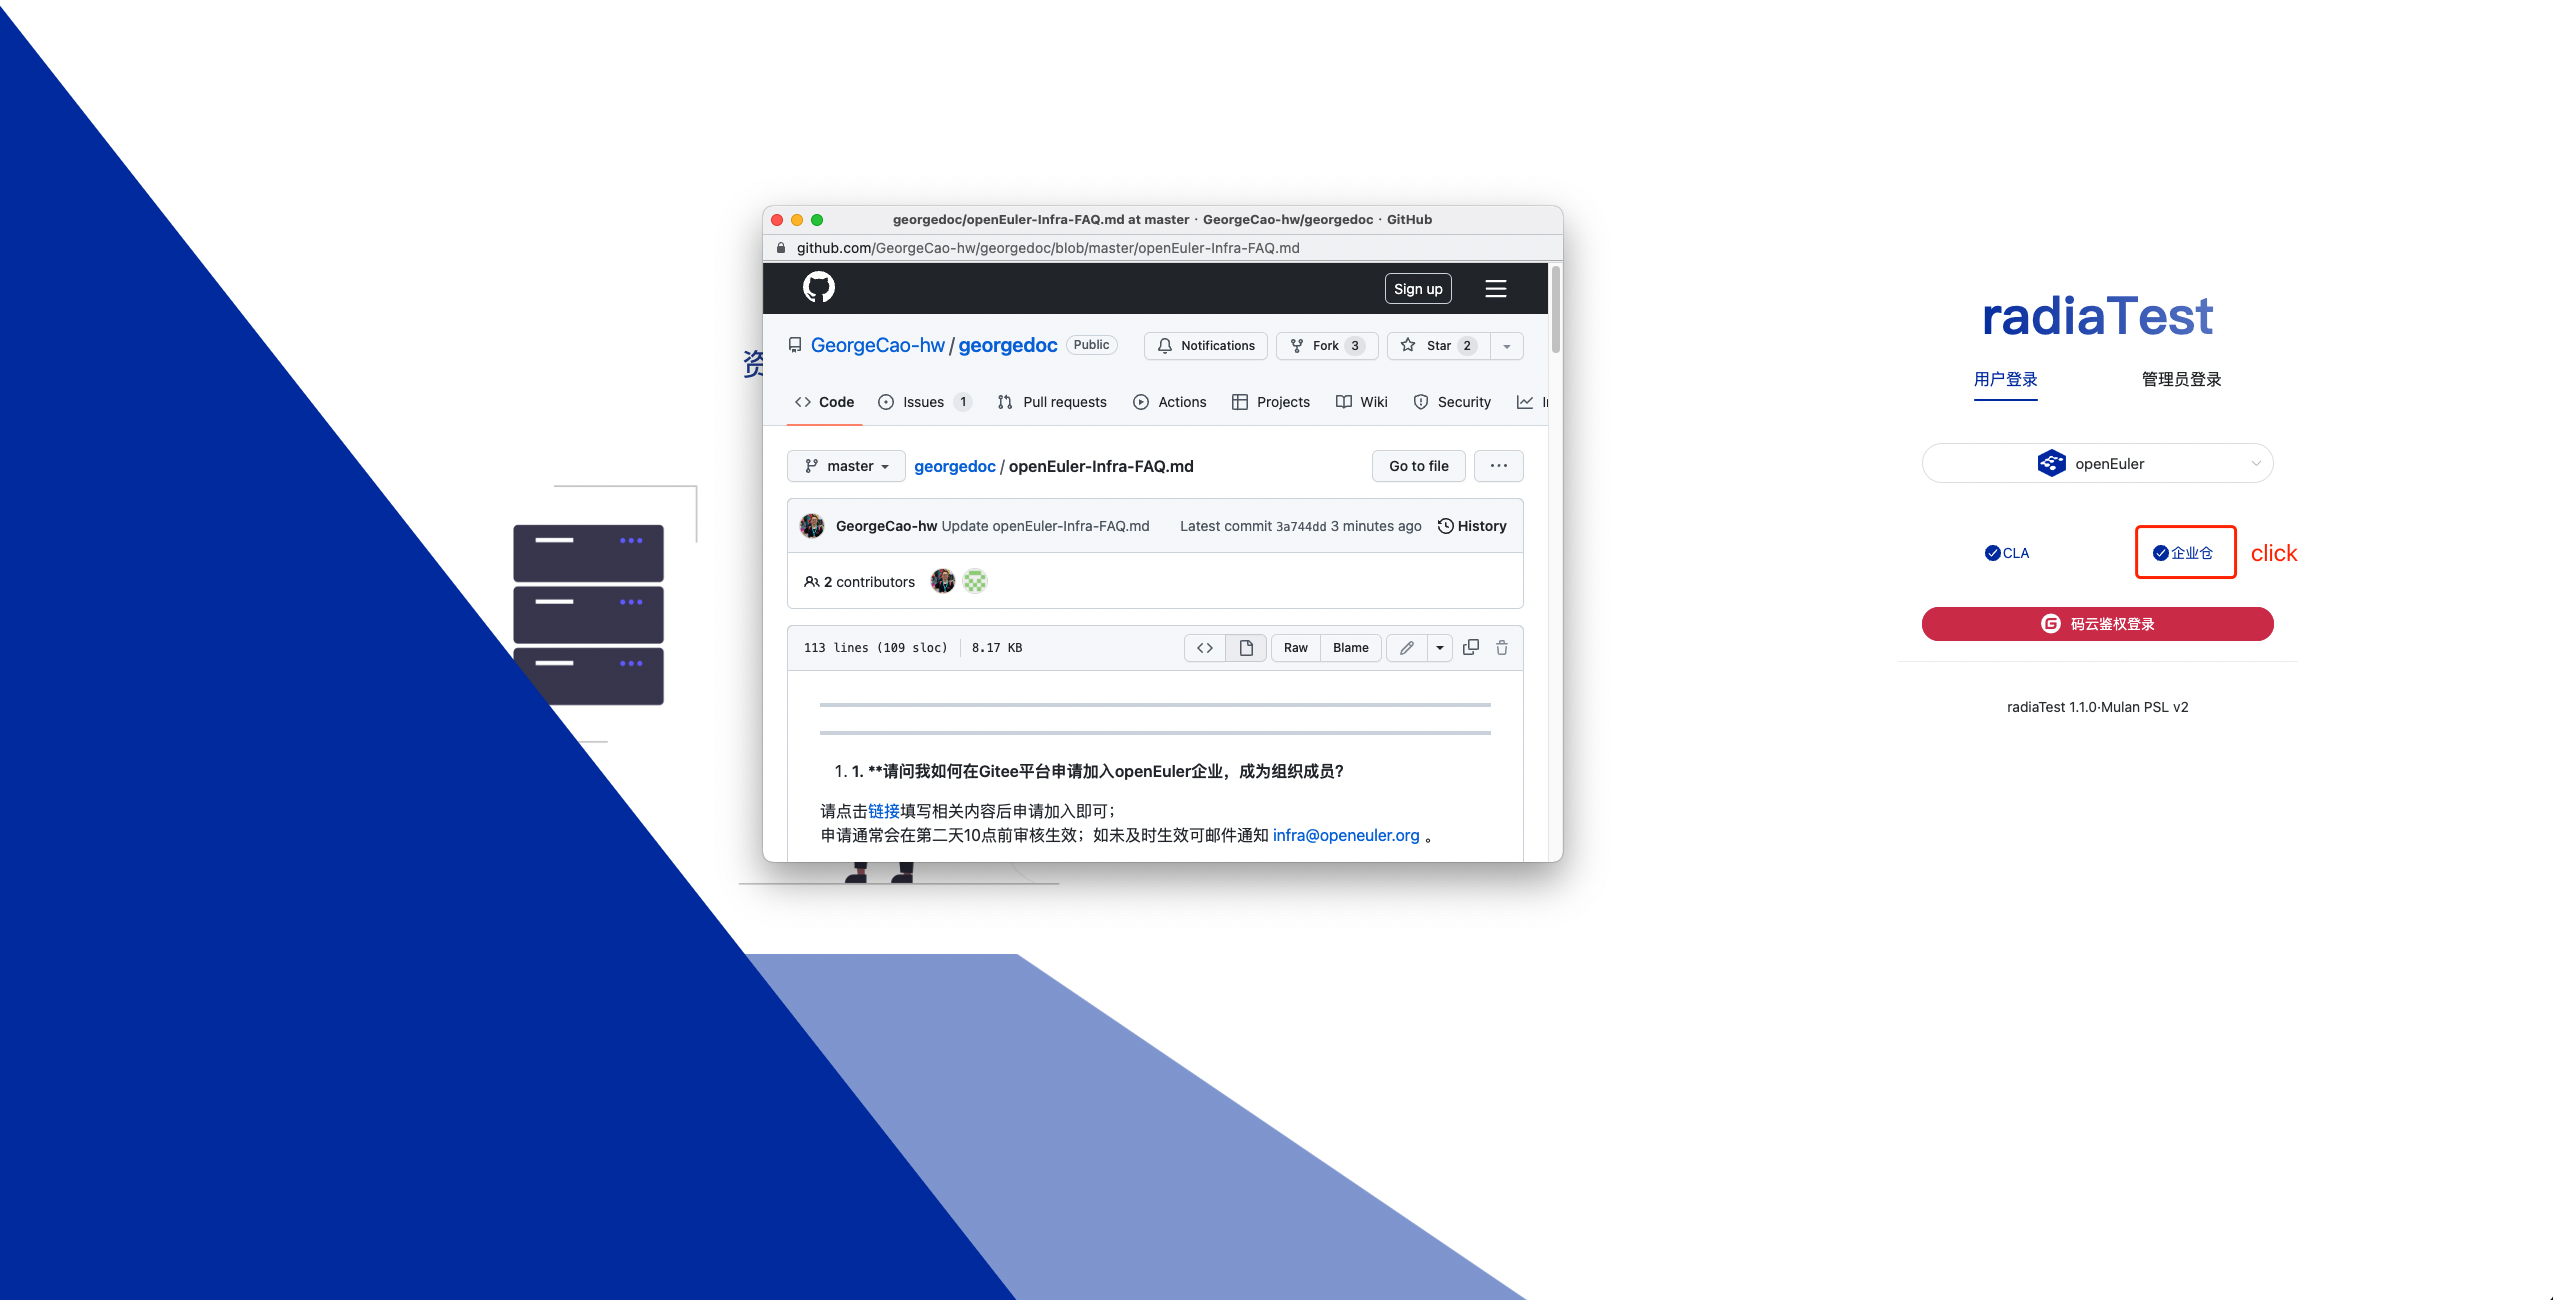 georgedoc/openEuler-Infra-FAQ.md at master · GeorgeCao-hw/georgedoc · GitHub
github.com/GeorgeCao-hw/georgedoc/blob/master/openEuler-Infra-FAQ.md
Sign up
GeorgeCao-hw / georgedoc Public Notifications Fork 3 Star 2
资
Code Issues 1 Pull requests Actions Projects Wiki Security
master georgedoc / openEuler-Infra-FAQ.md Go to file ...
GeorgeCao-hw Update openEuler-Infra-FAQ.md Latest commit 3a744dd 3 minutes ago History
2 contributors
113 lines (109 sloc) 8.17 KB Raw Blame
1. 1. **请问我如何在Gitee平台申请加入openEuler企业，成为组织成员？
请点击链接填写相关内容后申请加入即可；
申请通常会在第二天10点前审核生效；如未及时生效可邮件通知 infra@openeuler.org 。
radiaTest
用户登录 管理员登录
openEuler
CLA 企业仓 click
码云鉴权登录
radiaTest 1.1.0·Mulan PSL v2